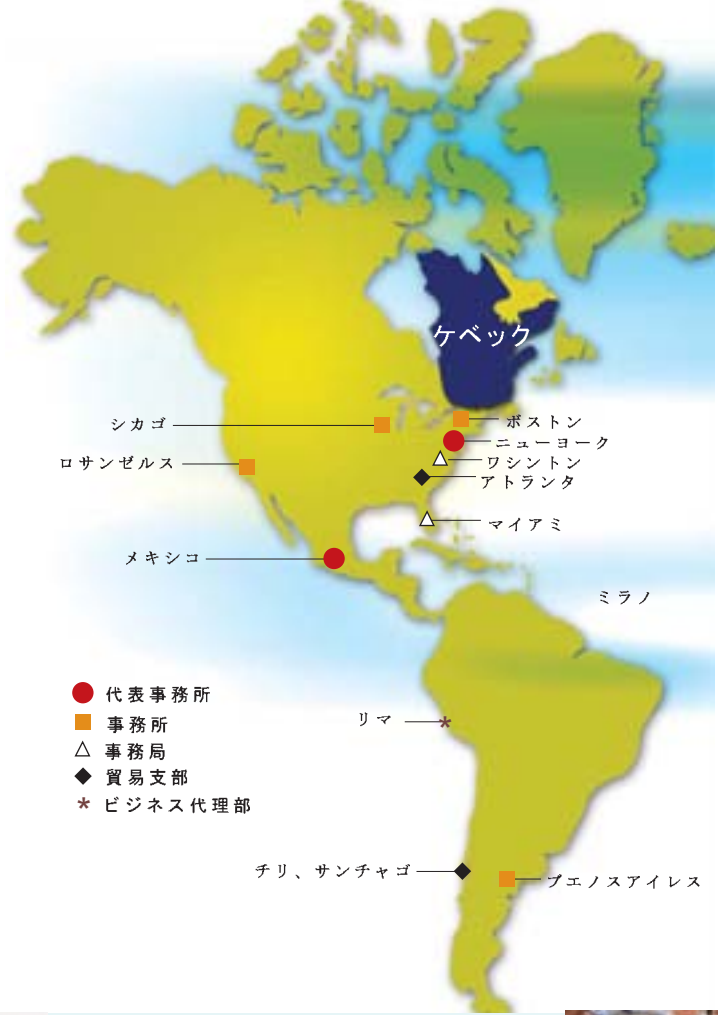 ケベック
シカゴ
ボストン
ニューヨーク
ロサンゼルス
ワシントン
アトランタ
マイアミ
メキシコ
ミラノ
代表事務所
事務所
事務局
貿易支部
* ビジネス代理部
リマ
*
チリ、サンチャゴ
ブエノスアイレス